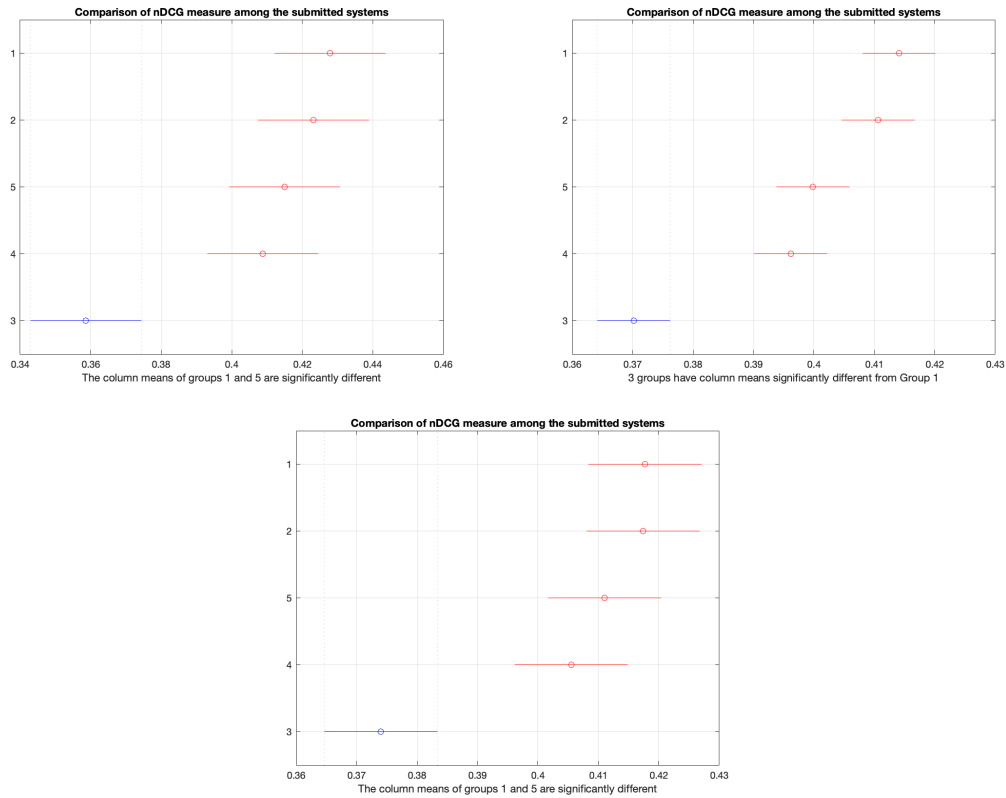 Comparison of nDCG measure among the submitted systems
1
2
5
4
3
0.34 0.36 0.38 0.4 0.42 0.44 0.46
The column means of groups 1 and 5 are significantly different
Comparison of nDCG measure among the submitted systems
1
2
5
4
3
0.36 0.37 0.38 0.39 0.4 0.41 0.42 0.43
3 groups have column means significantly different from Group 1
Comparison of nDCG measure among the submitted systems
1
2
5
4
3
0.36 0.37 0.38 0.39 0.4 0.41 0.42 0.43
The column means of groups 1 and 5 are significantly different